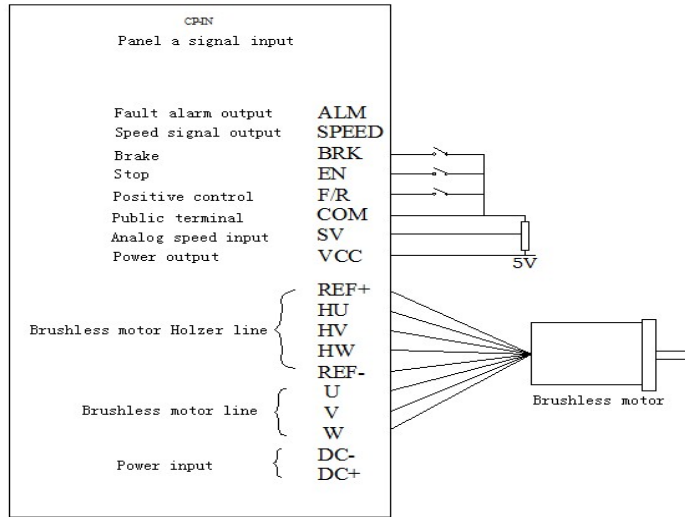 CP-IN
Panel a signal input
Fault alarm output ALM
Speed signal output SPEED
Brake BRK
Stop EN
Positive control F/R
Public terminal COM
Analog speed input SV
Power output VCC
5V
REF+
HU
Brushless motor Holzer line HV
HW
REF-
U
Brushless motor line V
W
Brushless motor
DC-
Power input
DC+